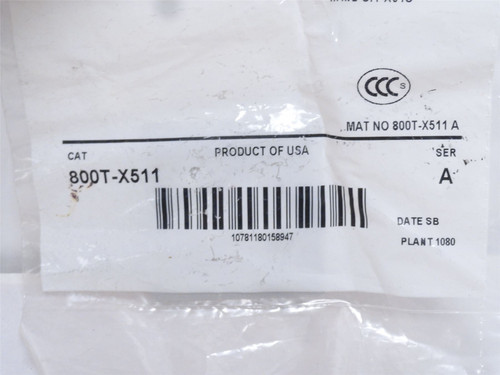 CCC S
MAT NO 800T-X511 A
CAT PRODUCT OF USA SER
800T-X511 A
10781180158947
DATE SB
PLANT 1080